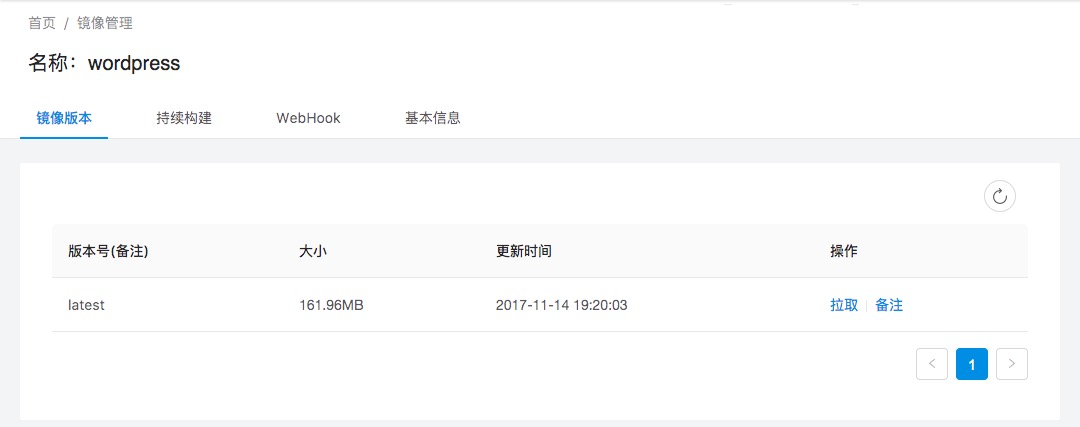 首页 / 镜像管理
名称：wordpress
镜像版本 持续构建 WebHook 基本信息
版本号(备注) 大小 更新时间 操作
latest 161.96MB 2017-11-14 19:20:03 拉取 | 备注
< 1 >